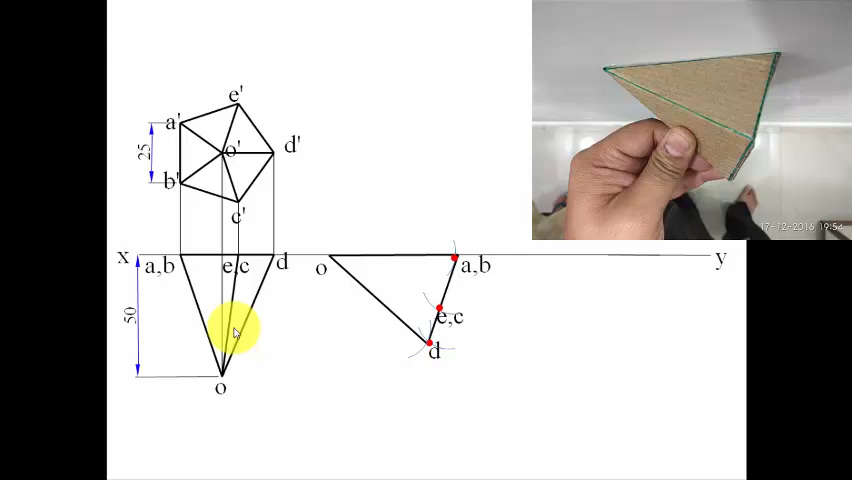 e'
a'
o'
d'
25
b'
c'
x
a,b
e,c
d
o
a,b
y
50
e,c
d
o
17-12-2016 19:54